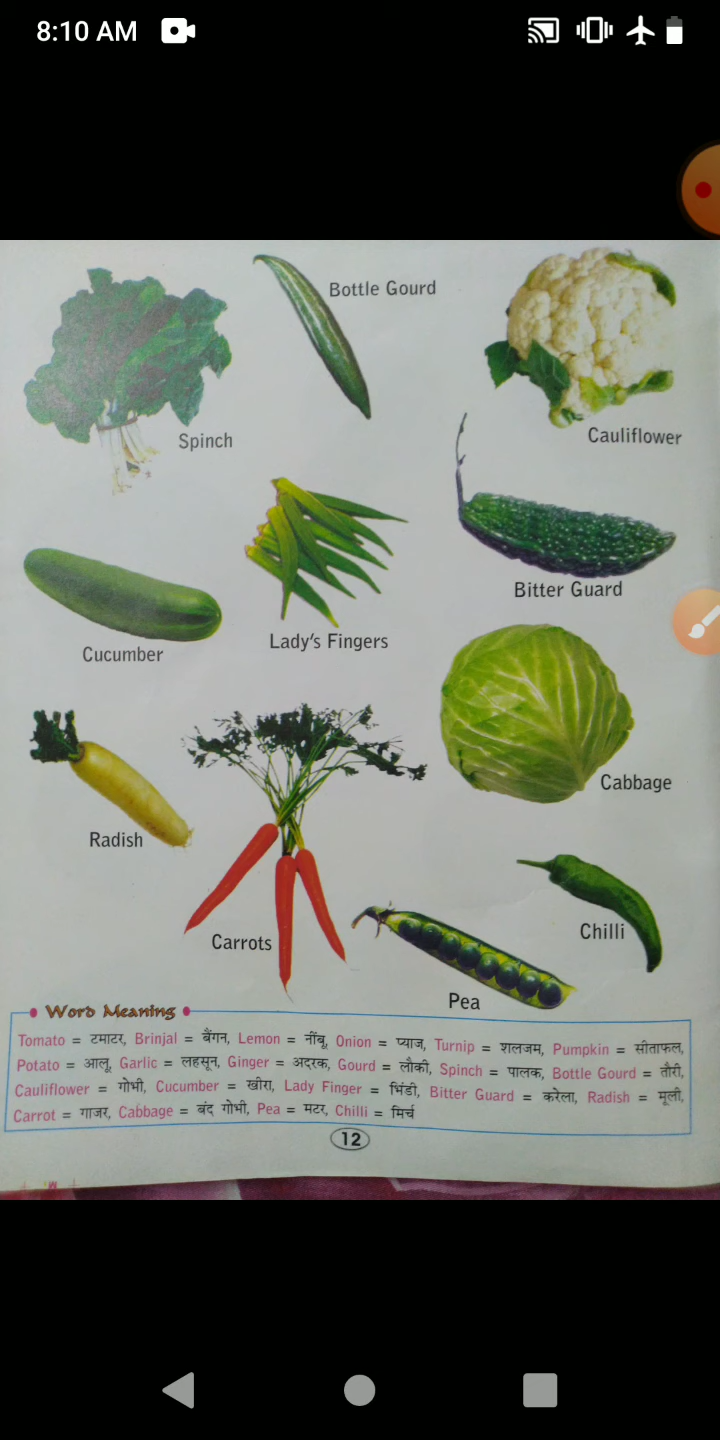 8:10 AM
Bottle Gourd
Spinch
Cauliflower
Cucumber
Lady's Fingers
Bitter Guard
Radish
Carrots
Cabbage
Pea
Chilli
Word Meaning
Tomato = टमाटर, Brinjal = बैंगन, Lemon = नींबू, Onion = प्याज, Turnip = शलजम, Pumpkin = सीताफल,
Potato = आलू, Garlic = लहसून, Ginger = अदरक, Gourd = लौकी, Spinch = पालक, Bottle Gourd = तौरी,
Cauliflower = गोभी, Cucumber = खीरा, Lady Finger = भिंडी, Bitter Guard = करेला, Radish = मूली,
Carrot = गाजर, Cabbage = बंद गोभी, Pea = मटर, Chilli = मिर्च
12